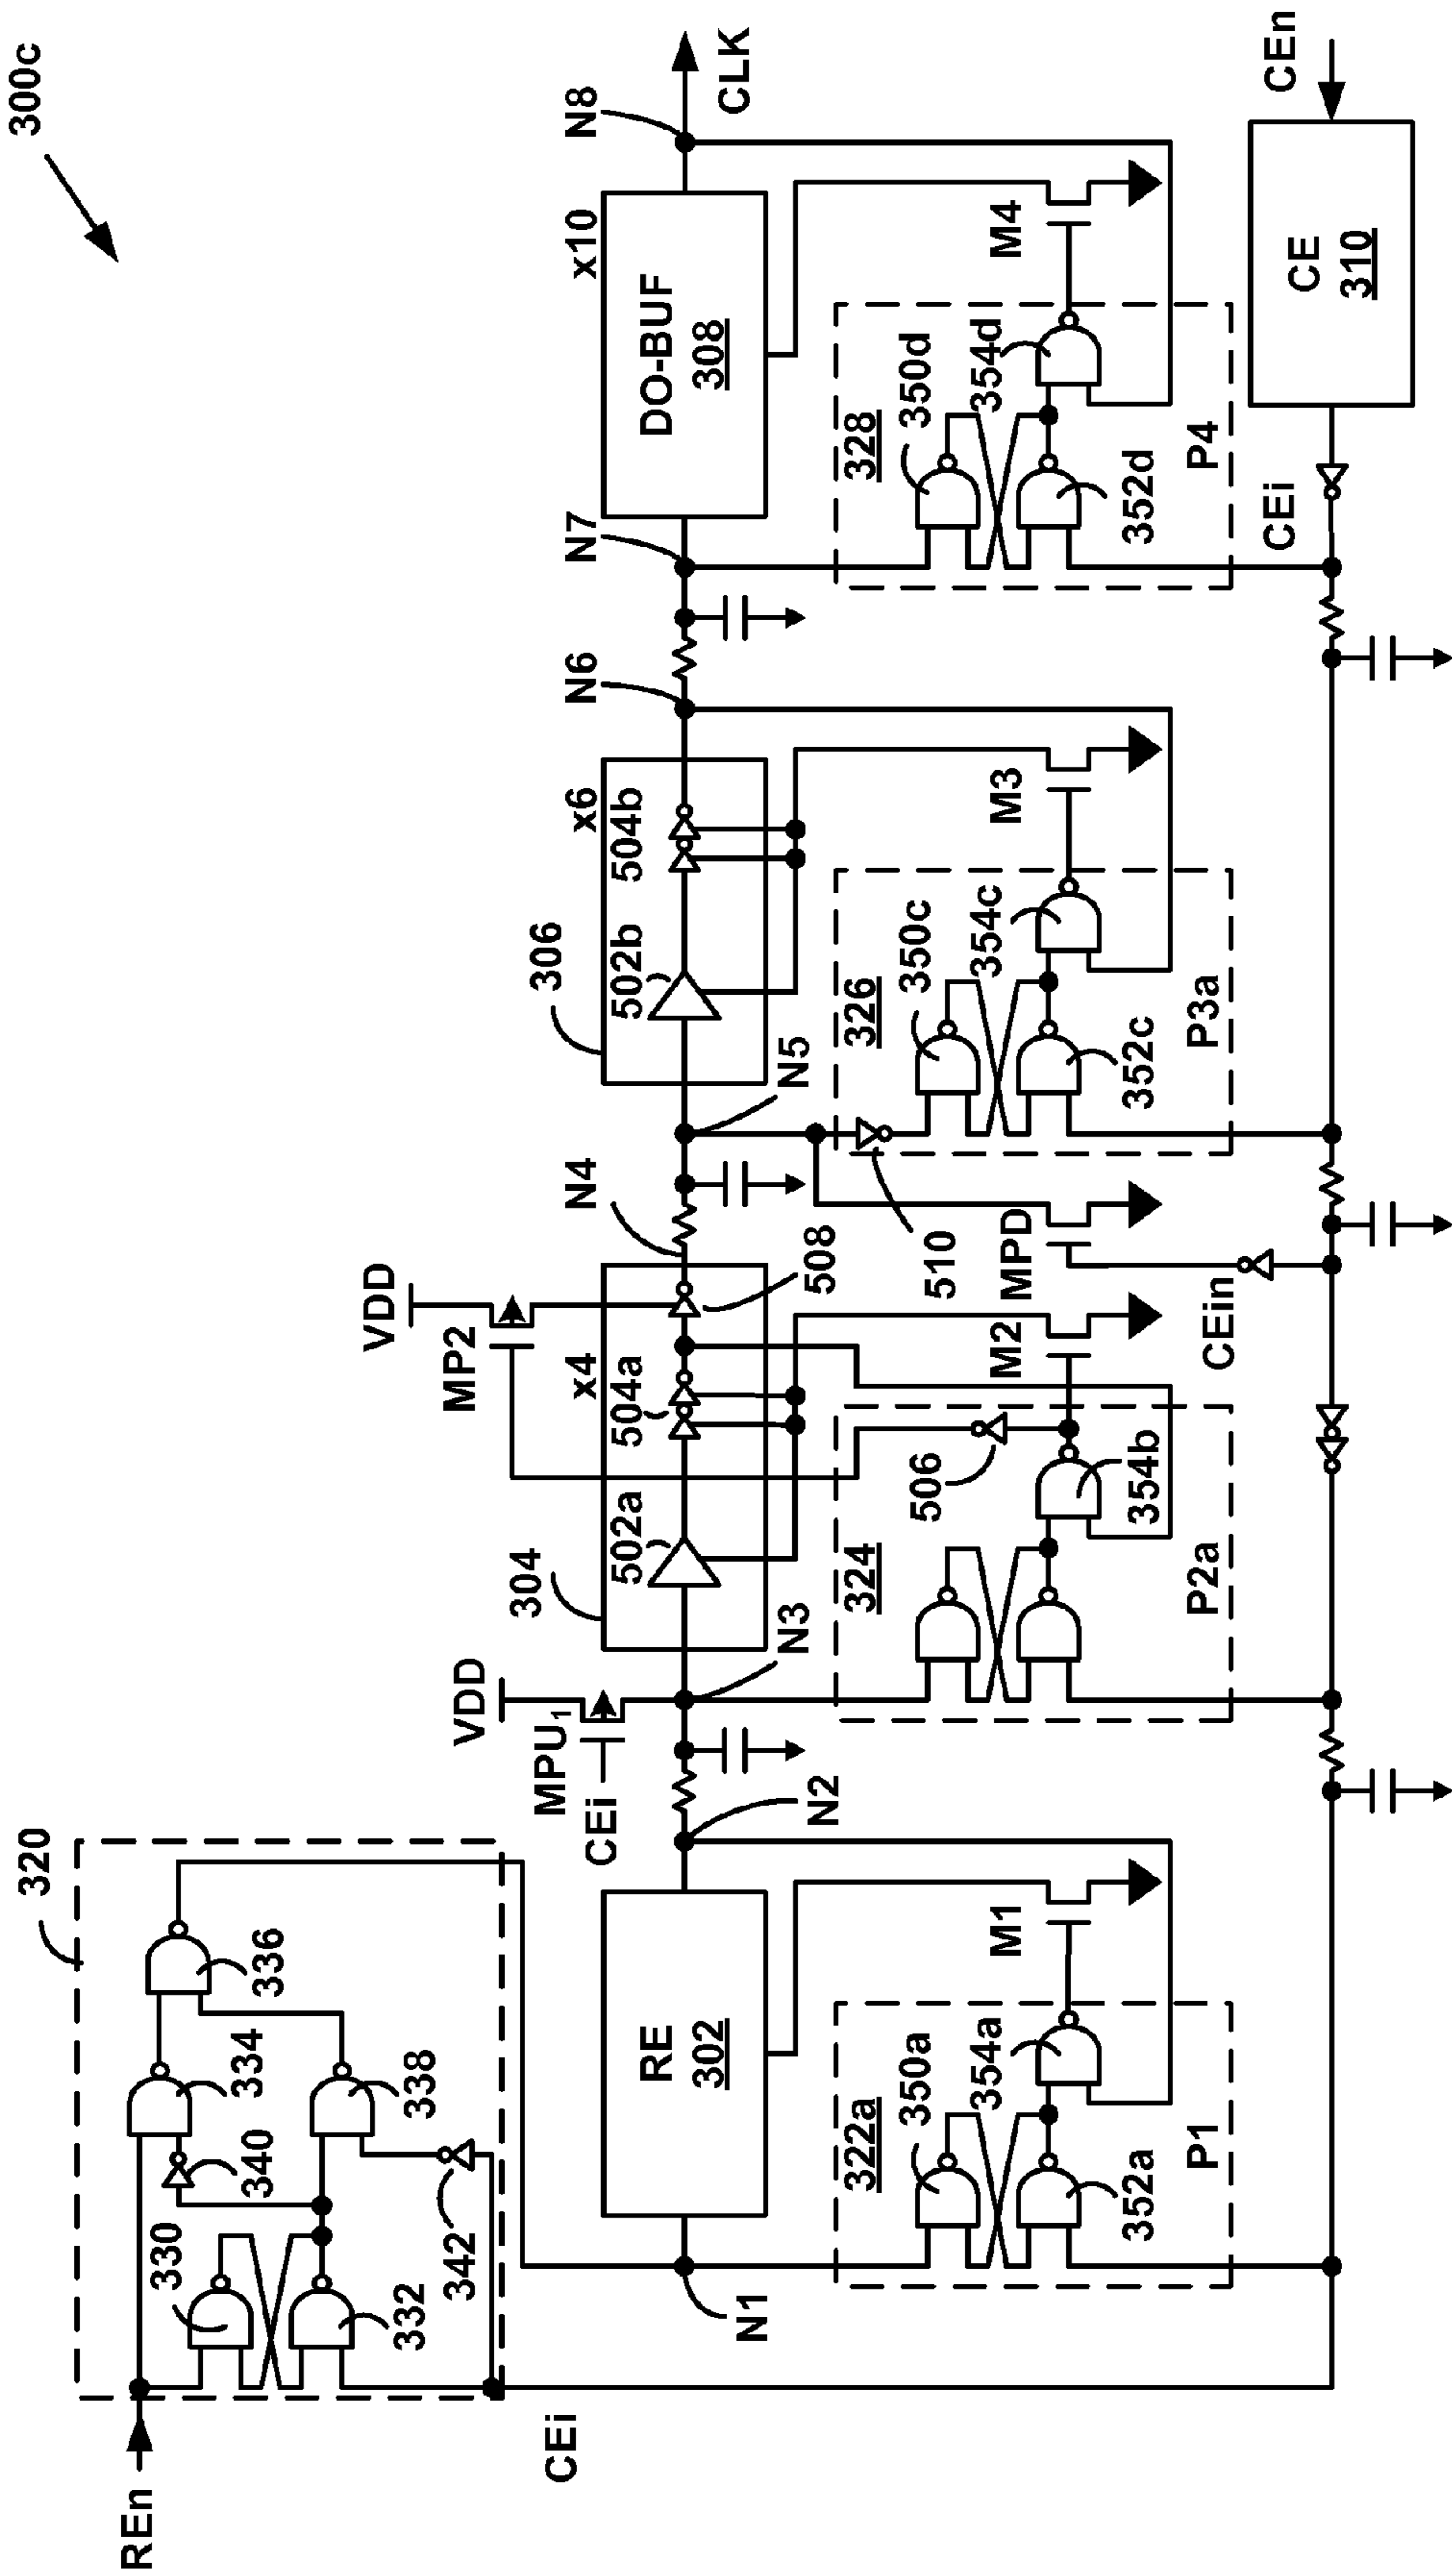 300c
320
REn
330
332
334
336
338
340
342
CEi
VDD
MPU1
CEi
VDD
MP2
N1
RE
302
N2
N3
304
502a
504a
x4
508
N4
N5
306
502b
504b
x6
N6
N7
DO-BUF
308
x10
N8
CLK
322a
350a
352a
354a
P1
M1
324
506
354b
P2a
M2
MPD
CEin
510
326
350c
352c
354c
P3a
M3
328
350d
352d
354d
P4
M4
CEi
CE
310
CEn